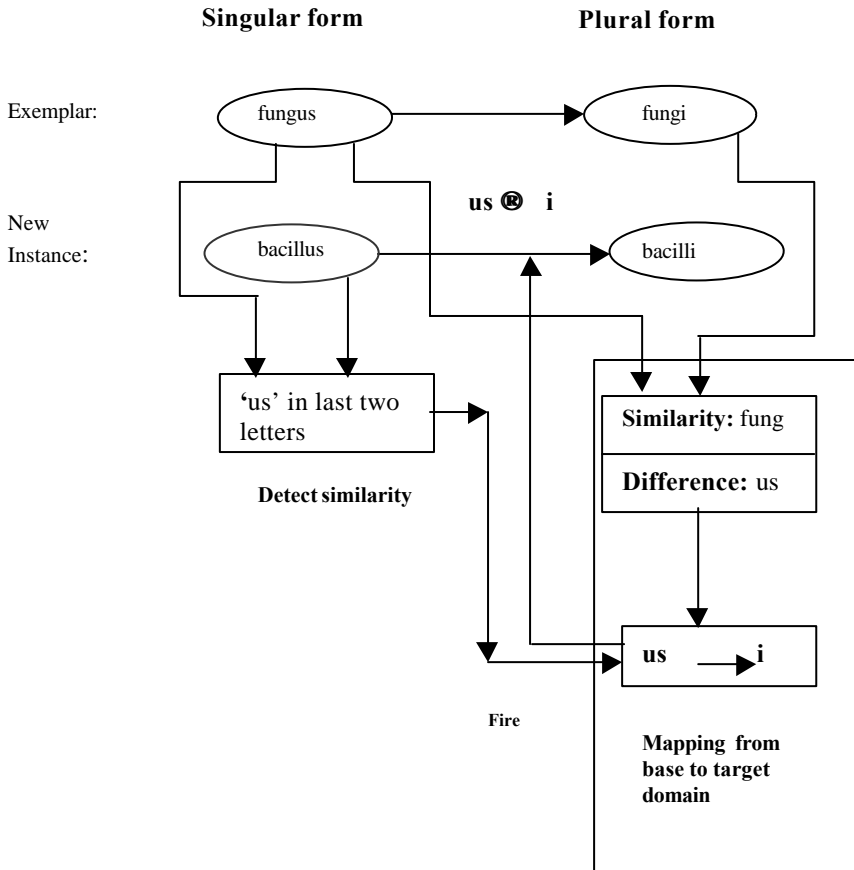 Singular form
Plural form
Exemplar:
fungus
fungi
us ® i
New
Instance:
bacillus
bacilli
‘us’ in last two
letters
Similarity: fung
Difference: us
Detect similarity
us
i
Fire
Mapping from
base to target
domain